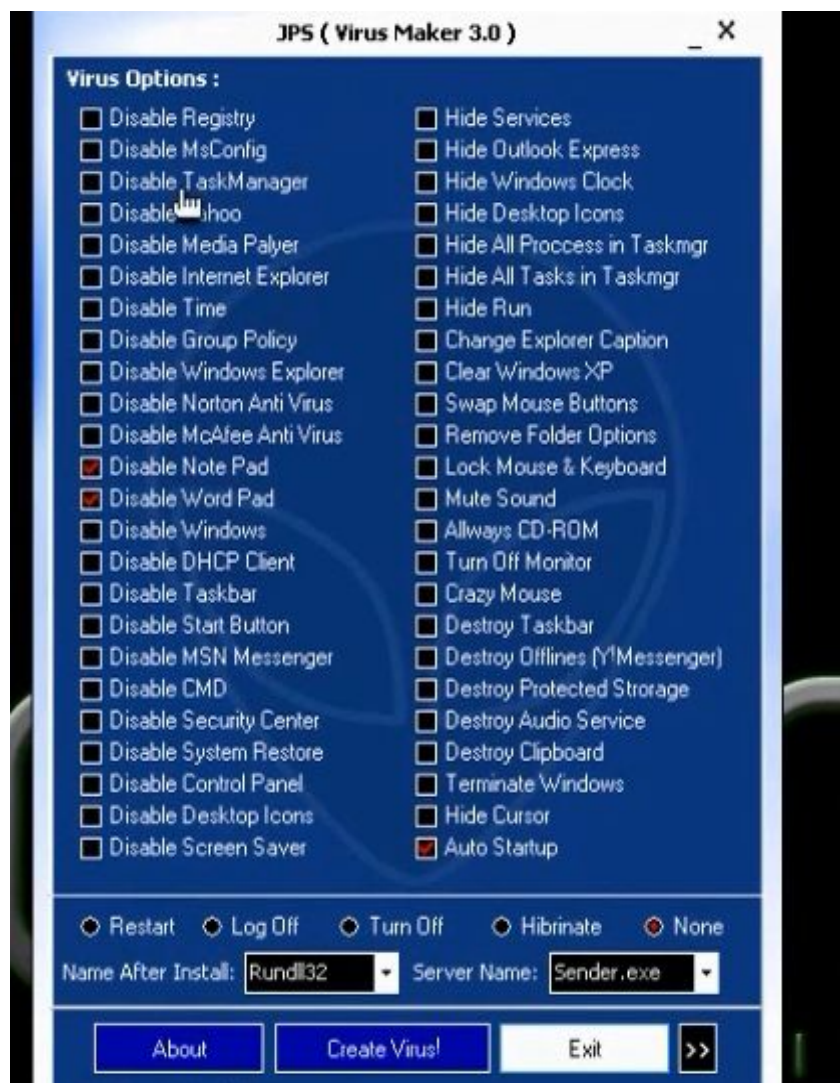 JPS ( Virus Maker 3.0 )
Virus Options :
Disable Registry
Disable MsConfig
Disable TaskManager
Disable ahoo
Disable Media Palyer
Disable Internet Explorer
Disable Time
Disable Group Policy
Disable Windows Explorer
Disable Norton Anti Virus
Disable McAfee Anti Virus
Disable Note Pad
Disable Word Pad
Disable Windows
Disable DHCP Client
Disable Taskbar
Disable Start Button
Disable MSN Messenger
Disable CMD
Disable Security Center
Disable System Restore
Disable Control Panel
Disable Desktop Icons
Disable Screen Saver
Hide Services
Hide Outlook Express
Hide Windows Clock
Hide Desktop Icons
Hide All Proccess in Taskmgr
Hide All Tasks in Taskmgr
Hide Run
Change Explorer Caption
Clear Windows XP
Swap Mouse Buttons
Remove Folder Options
Lock Mouse & Keyboard
Mute Sound
Allways CD-ROM
Turn Off Monitor
Crazy Mouse
Destroy Taskbar
Destroy Offlines (Y!Messenger)
Destroy Protected Strorage
Destroy Audio Service
Destroy Clipboard
Terminate Windows
Hide Cursor
Auto Startup
Restart Log Off Turn Off Hibrinate None
Name After Install: Rundll32 Server Name: Sender.exe
About Create Virus! Exit >>